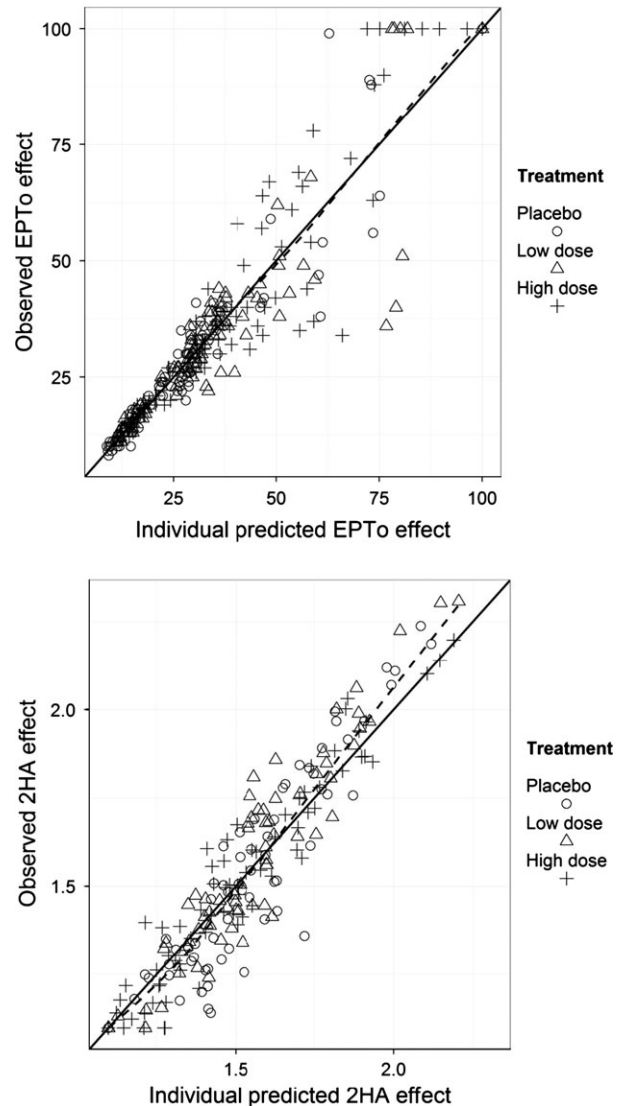 100
75
50
25
Observed EPTo effect
25
50
75
100
Individual predicted EPTo effect
Treatment
Placebo
Low dose
High dose
2.0
1.5
Observed 2HA effect
1.5
2.0
Individual predicted 2HA effect
Treatment
Placebo
Low dose
High dose